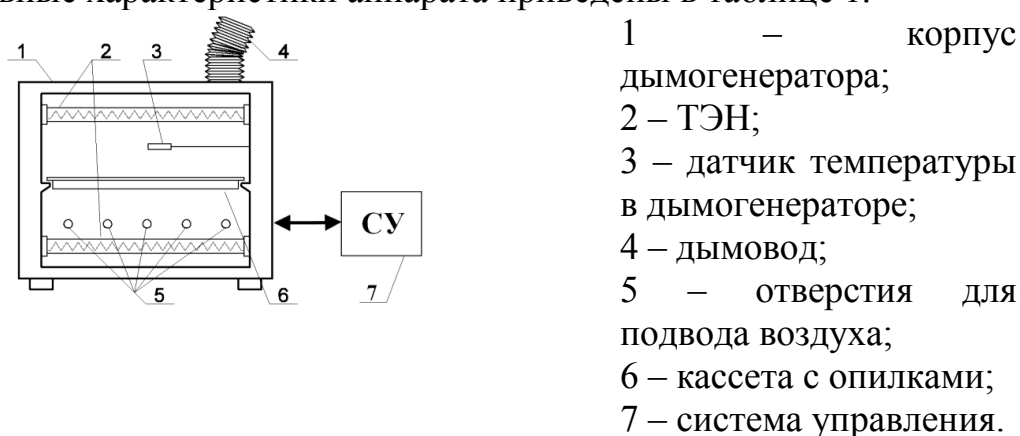 вные характеристики аппарата приведены в таблице 1.
1 2 3 4
СУ
5 6 7
1 – корпус
дымогенератора;
2 – ТЭН;
3 – датчик температуры
в дымогенераторе;
4 – дымовод;
5 – отверстия для
подвода воздуха;
6 – кассета с опилками;
7 – система управления.